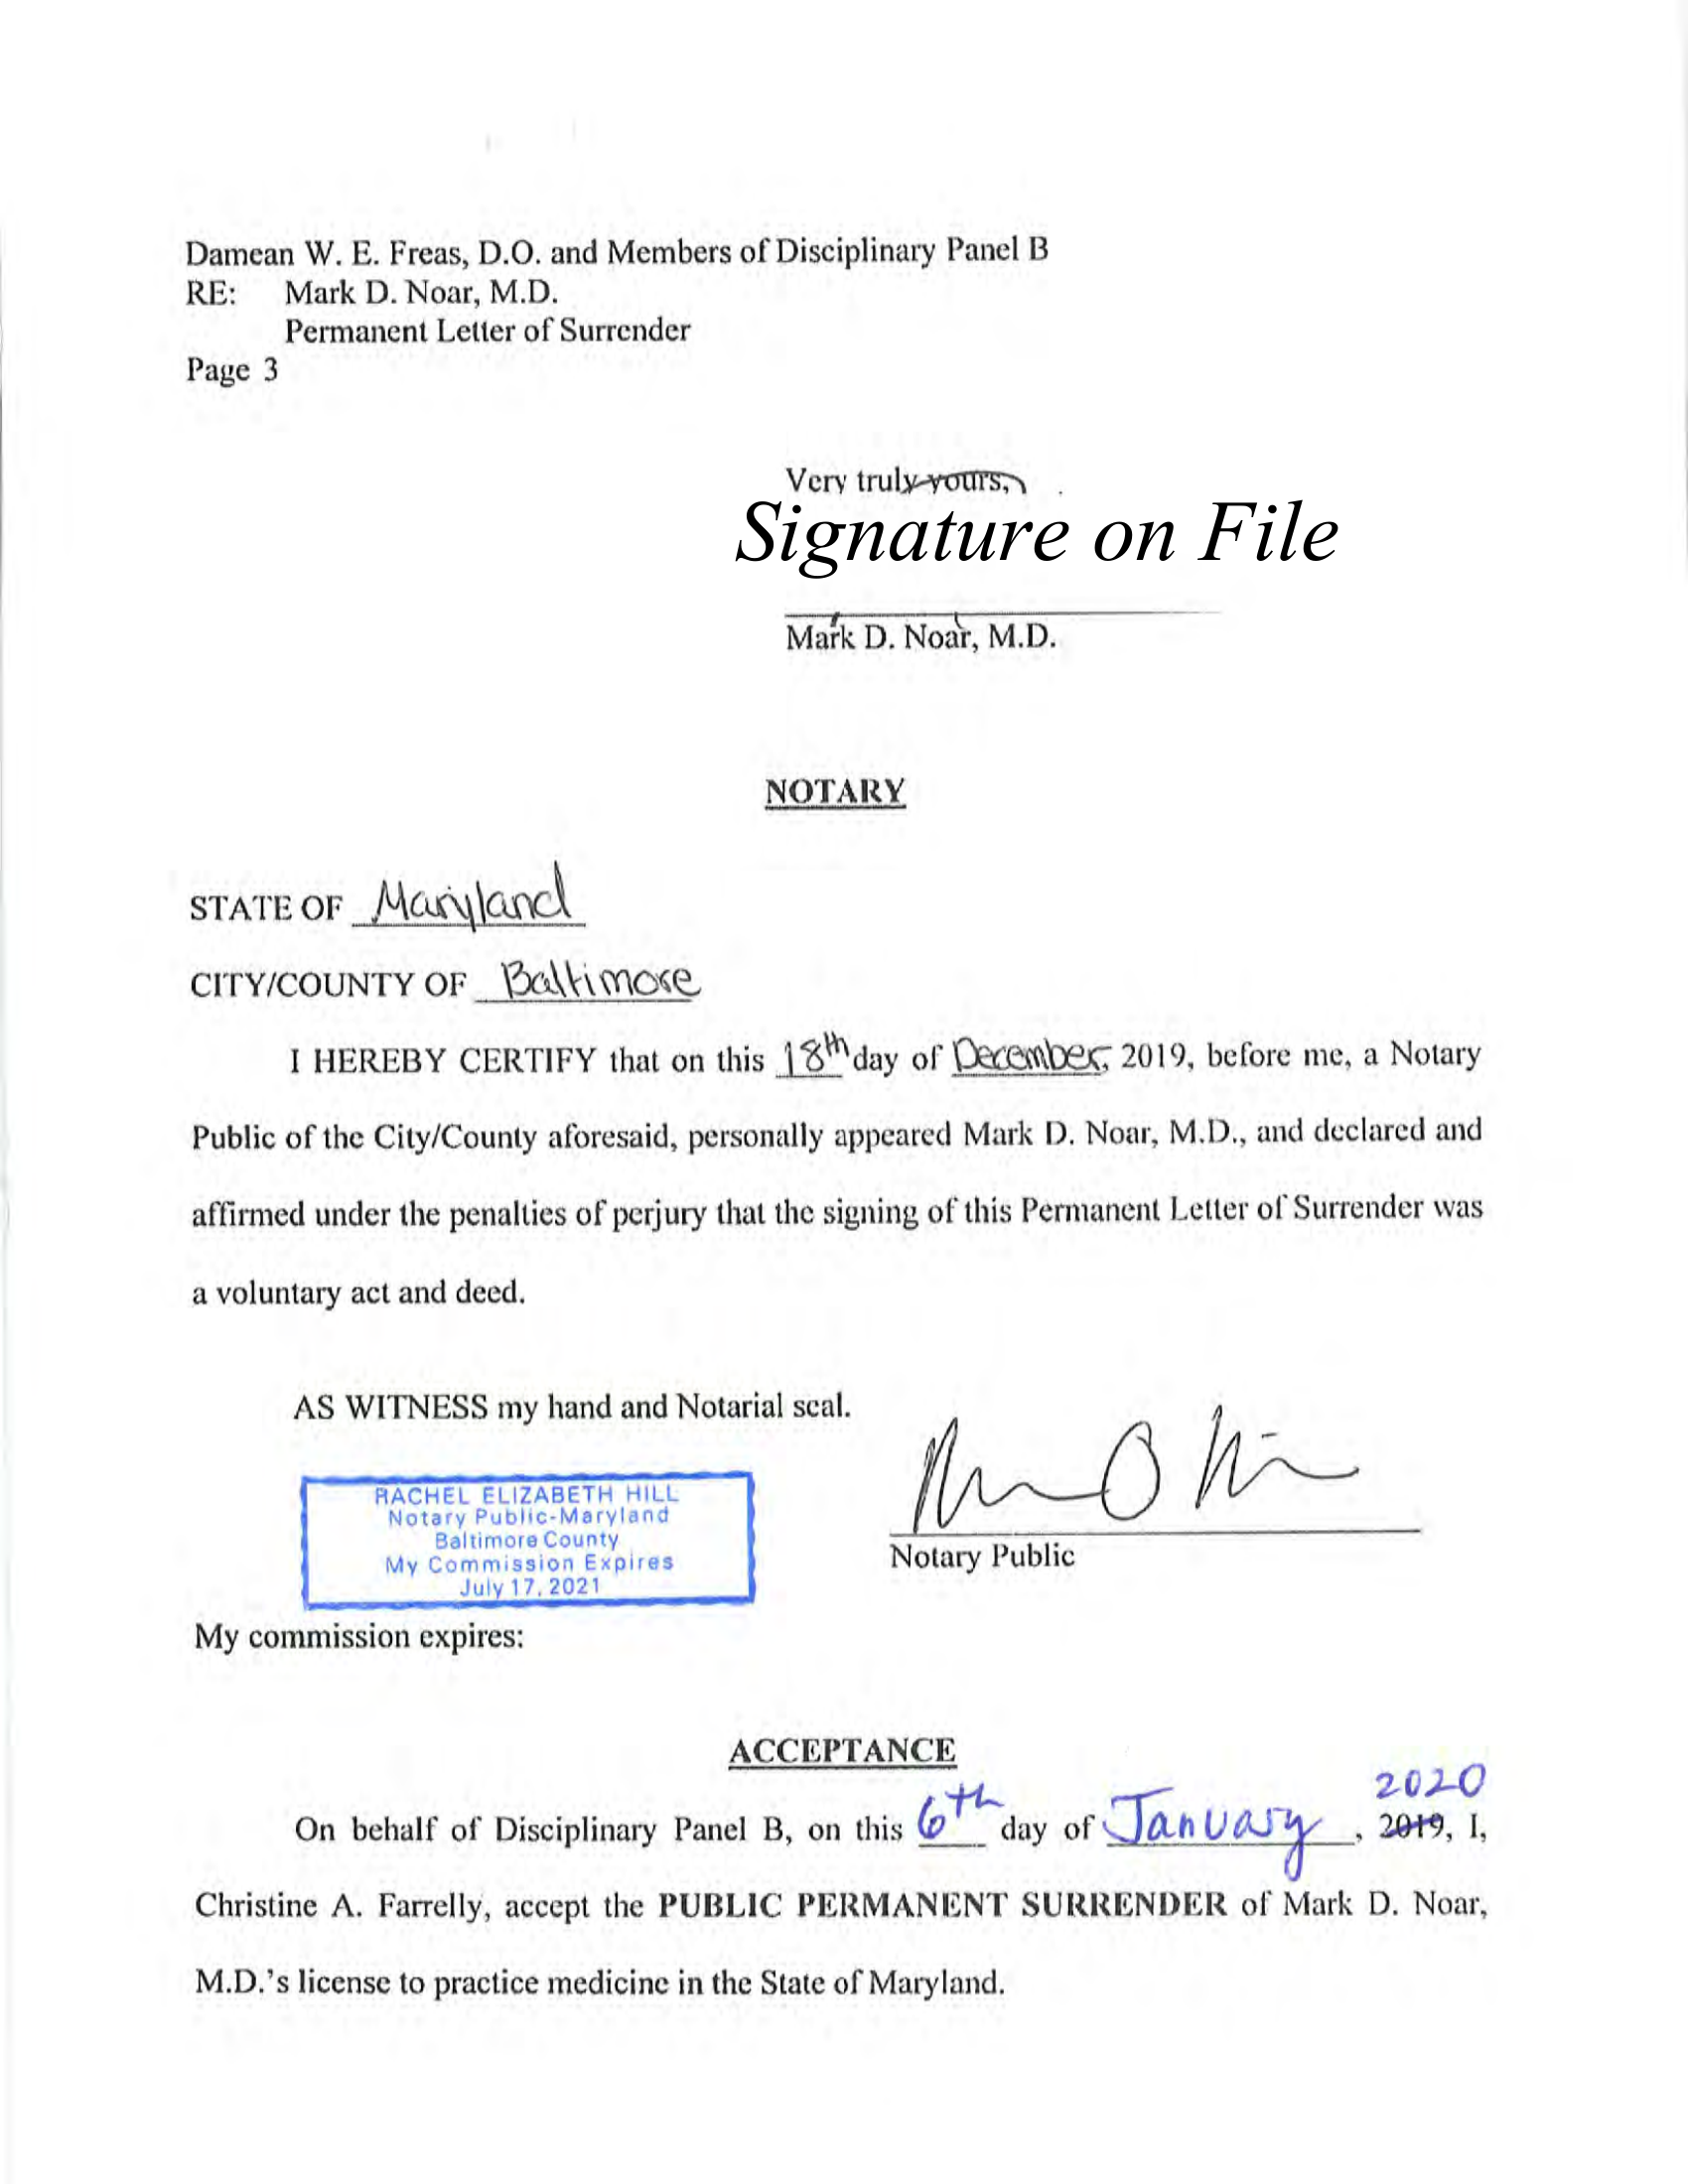 Damean W. E. Freas, D.O. and Members of Disciplinary Panel B
RE: Mark D. Noar, M.D.
Permanent Letter of Surrender
Page 3
Very truly yours,
Signature on File
Mark D. Noar, M.D.
NOTARY
STATE OF Maryland
CITY/COUNTY OF Baltimore
I HEREBY CERTIFY that on this 18th day of December, 2019, before me, a Notary
Public of the City/County aforesaid, personally appeared Mark D. Noar, M.D., and declared and
affirmed under the penalties of perjury that the signing of this Permanent Letter of Surrender was
a voluntary act and deed.
AS WITNESS my hand and Notarial seal.
RACHEL ELIZABETH HILL
Notary Public-Maryland
Baltimore County
My Commission Expires
July 17, 2021
Notary Public
My commission expires:
ACCEPTANCE
2020
On behalf of Disciplinary Panel B, on this 6th day of January, 2019, I,
Christine A. Farrelly, accept the PUBLIC PERMANENT SURRENDER of Mark D. Noar,
M.D.'s license to practice medicine in the State of Maryland.